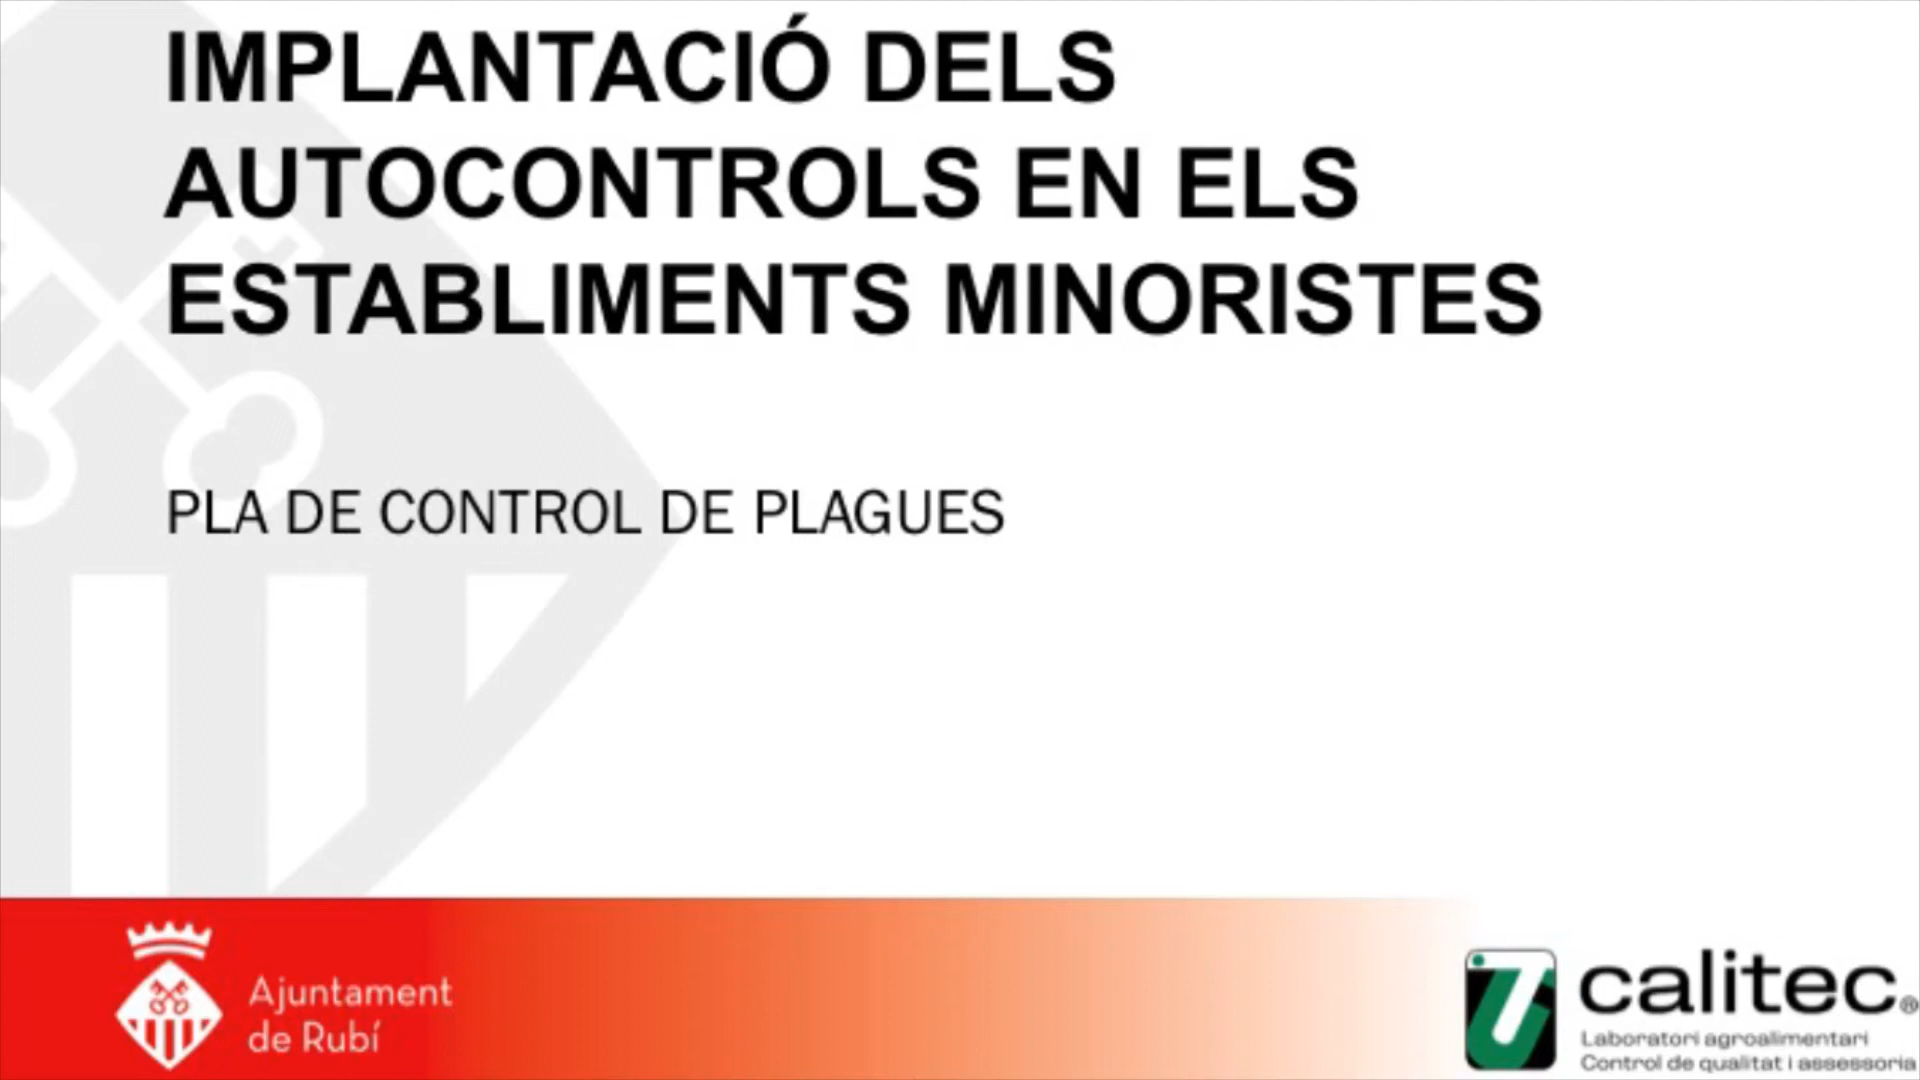 IMPLANTACIÓ DELS
AUTOCONTROLS EN ELS
ESTABLIMENTS MINORISTES
PLA DE CONTROL DE PLAGUES
Ajuntament
de Rubí
calitec®
Laboratori agroalimentari
Control de qualitat i assessoria